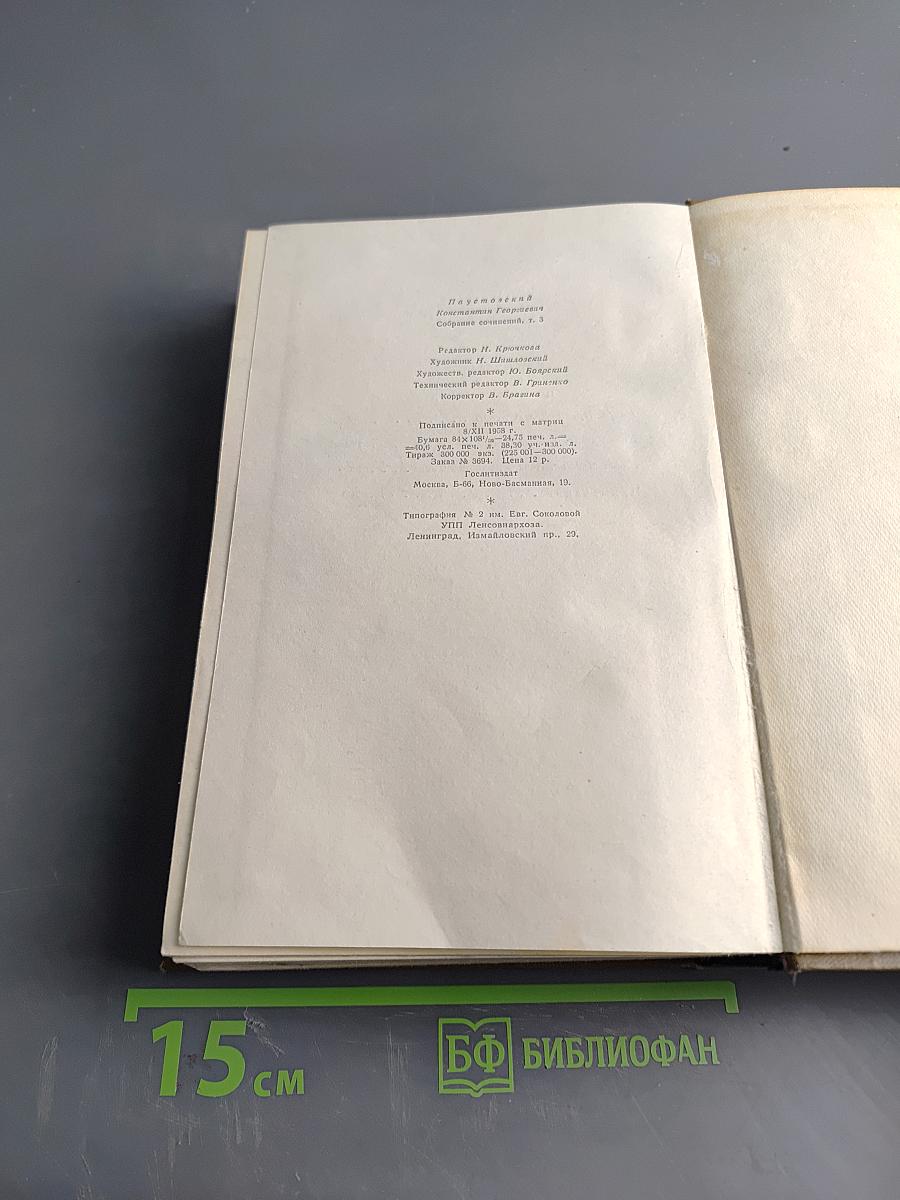 Паустовский
Константин Георгиевич
Собрание сочинений, т. 3
Редактор Н. Крючкова
Художник Н. Шишловский
Художеств. редактор Ю. Боярский
Технический редактор В. Гриненко
Корректор В. Брагина
*
Подписано к печати с матриц
8/XII 1958 г.
Бумага 84×108¹/₃₂—24,75 печ. л.=
=40,6 усл. печ. л. 38,30 уч.-изд. л.
Тираж 300 000 экз. (225 001—300 000).
Заказ № 3694. Цена 12 р.
Гослитиздат
Москва, Б-66, Ново-Басманная, 19.
*
Типография № 2 им. Евг. Соколовой
УПП Ленсовнархоза.
Ленинград, Измайловский пр., 29,
15 см
БФ БИБЛИОФАН